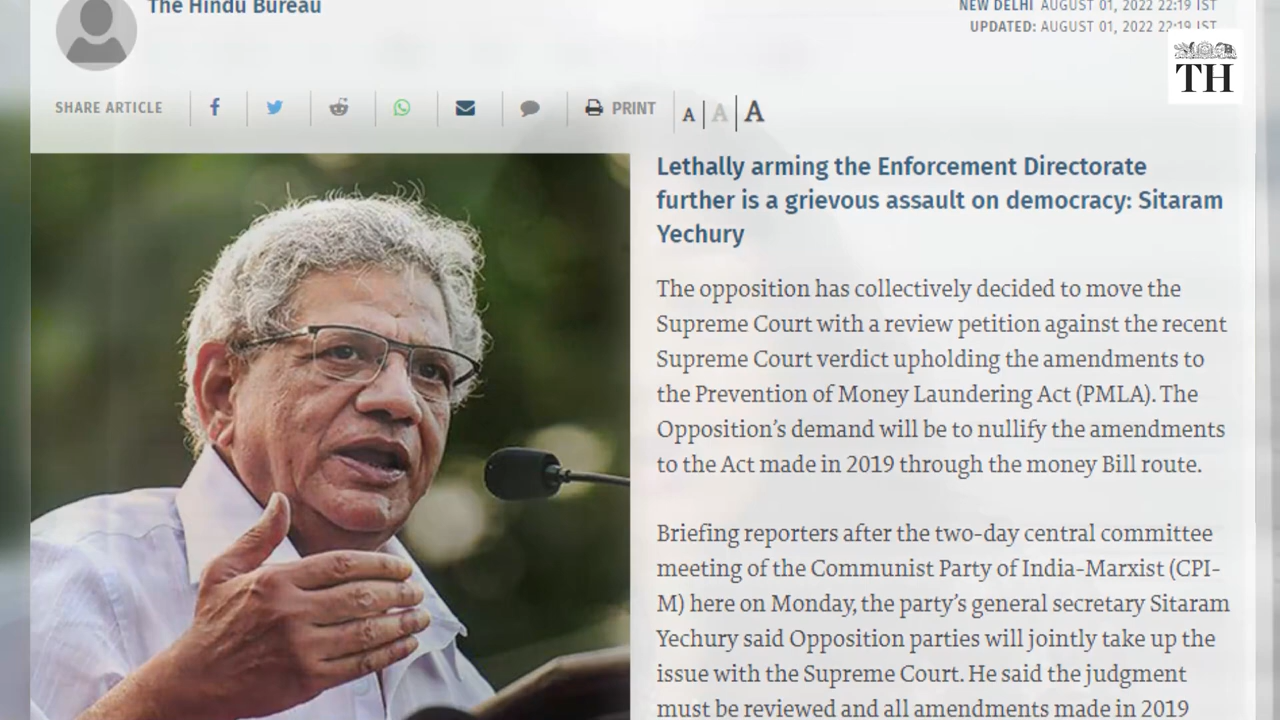 The Hindu Bureau
NEW DELHI AUGUST 01, 2022 22:19 IST
UPDATED: AUGUST 01, 2022 22:19 IST
TH
SHARE ARTICLE
PRINT
A A A
Lethally arming the Enforcement Directorate
further is a grievous assault on democracy: Sitaram
Yechury
The opposition has collectively decided to move the
Supreme Court with a review petition against the recent
Supreme Court verdict upholding the amendments to
the Prevention of Money Laundering Act (PMLA). The
Opposition’s demand will be to nullify the amendments
to the Act made in 2019 through the money Bill route.
Briefing reporters after the two-day central committee
meeting of the Communist Party of India-Marxist (CPI-
M) here on Monday, the party’s general secretary Sitaram
Yechury said Opposition parties will jointly take up the
issue with the Supreme Court. He said the judgment
must be reviewed and all amendments made in 2019